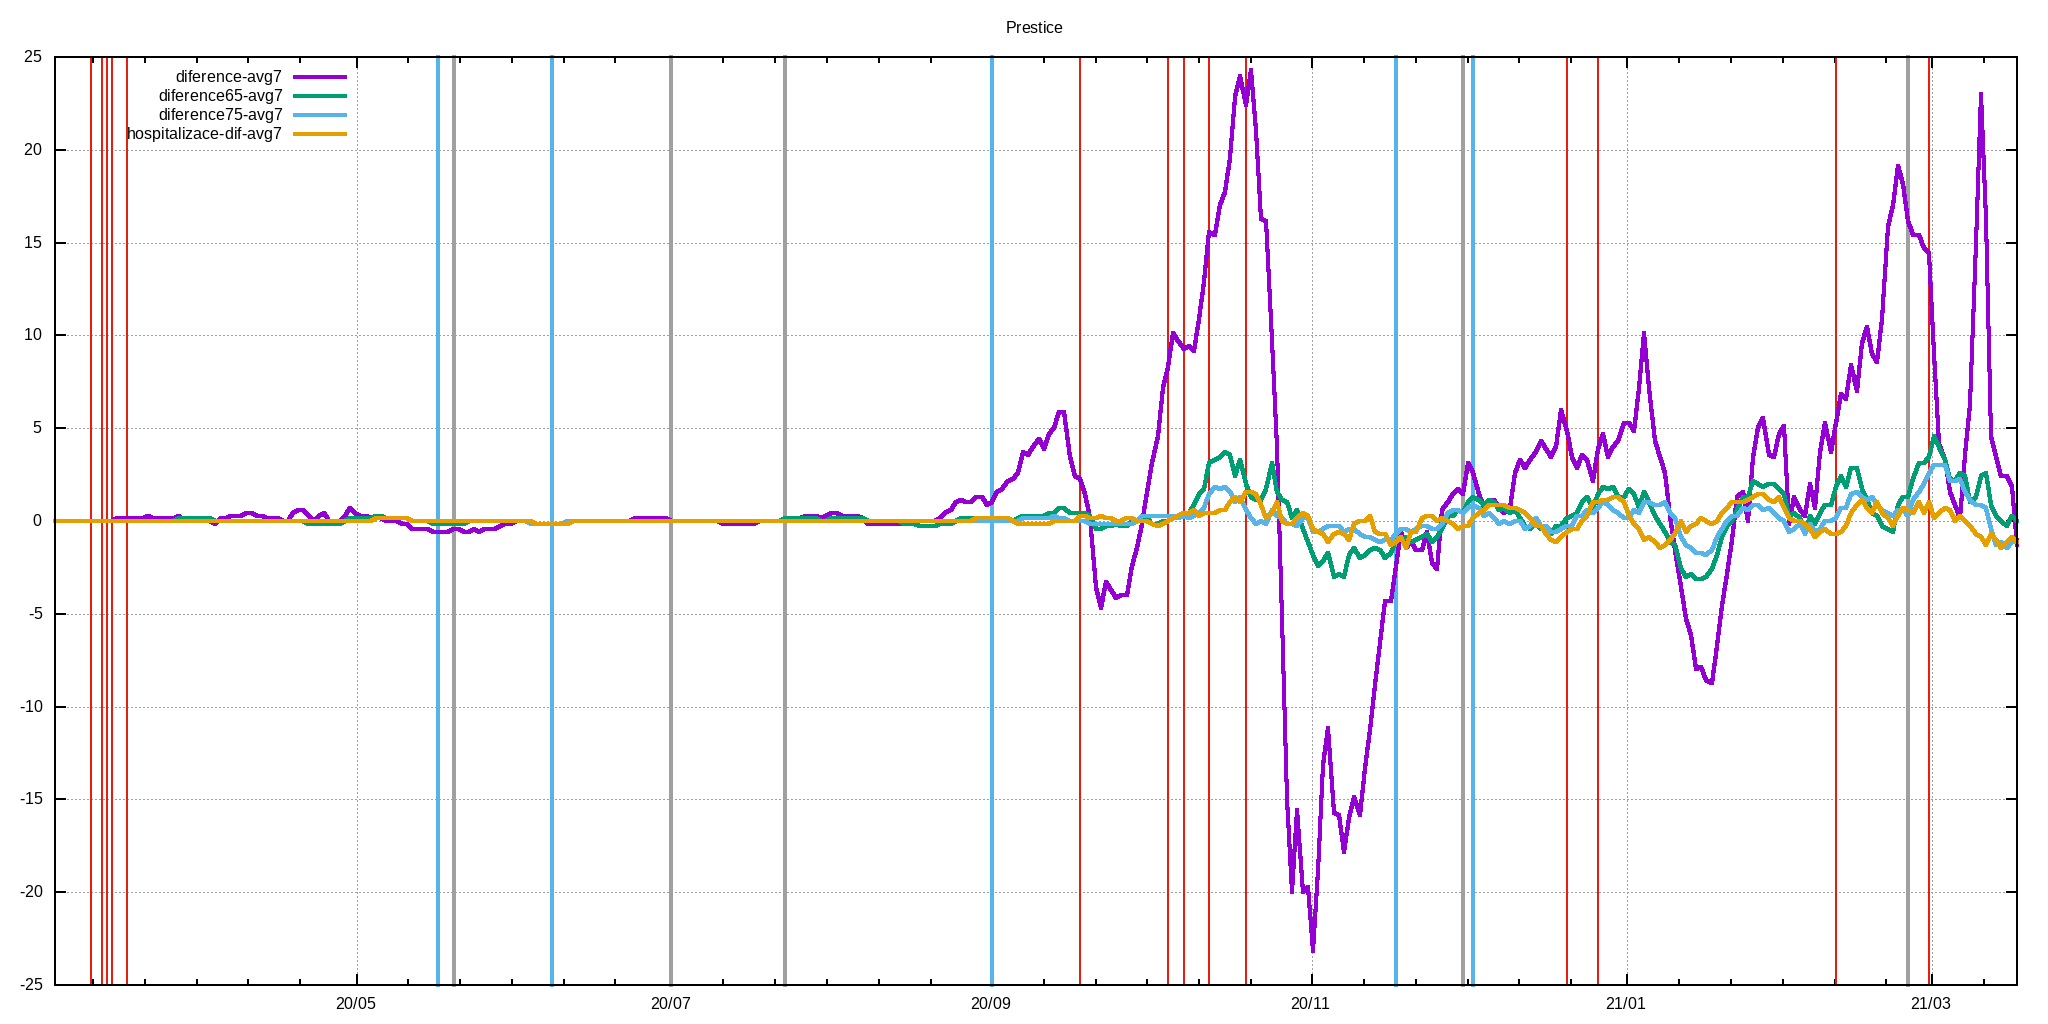 Prestice
diference-avg7
diference65-avg7
diference75-avg7
hospitalizace-dif-avg7
25
20
15
10
5
0
-5
-10
-15
-20
-25
20/05 20/07 20/09 20/11 21/01 21/03